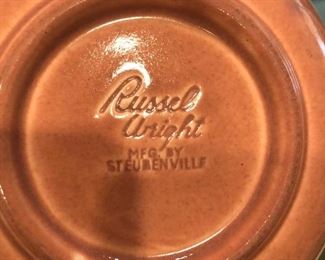 Russel
Wright
MFG. BY
STEUBENVILLE